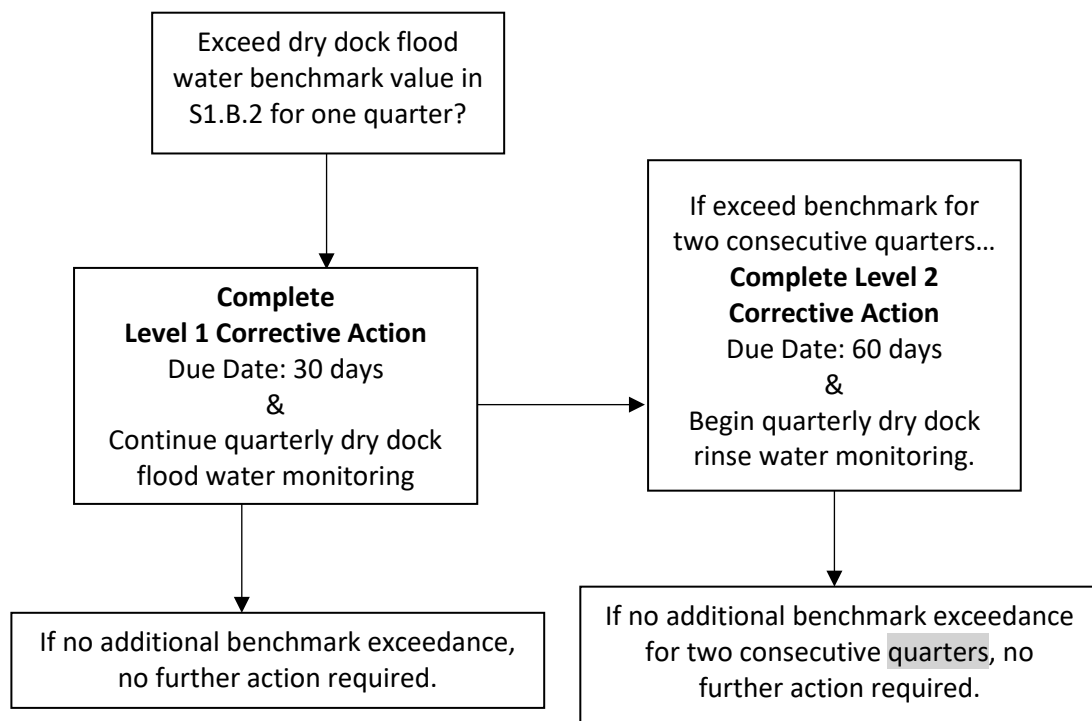 Exceed dry dock flood
water benchmark value in
S1.B.2 for one quarter?
Complete
Level 1 Corrective Action
Due Date: 30 days
&
Continue quarterly dry dock
flood water monitoring
If exceed benchmark for
two consecutive quarters…
Complete Level 2
Corrective Action
Due Date: 60 days
&
Begin quarterly dry dock
rinse water monitoring.
If no additional benchmark exceedance,
no further action required.
If no additional benchmark exceedance
for two consecutive quarters, no
further action required.